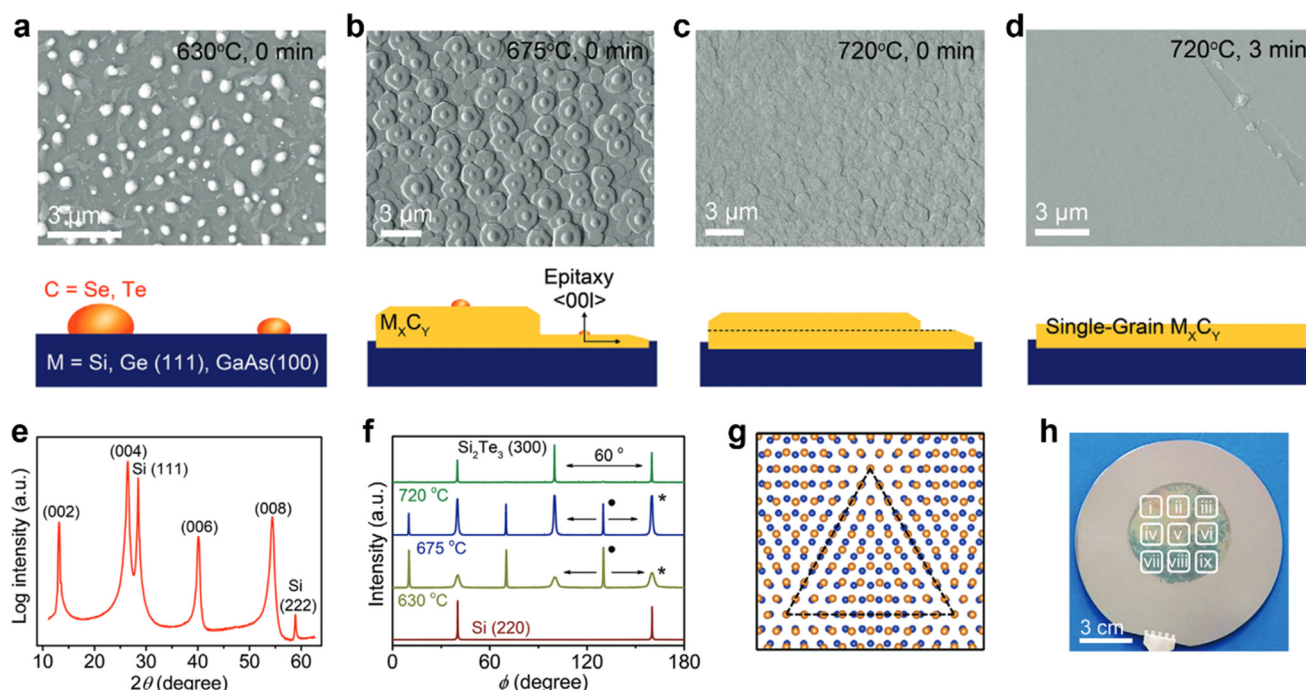 a
630°C, 0 min
3 μm
b
675°C, 0 min
3 μm
c
720°C, 0 min
3 μm
d
720°C, 3 min
3 μm
C = Se, Te
M = Si, Ge (111), GaAs(100)
Epitaxy
<00l>
MXCY
Single-Grain MXCY
e
Log intensity (a.u.)
(002)
(004)
Si (111)
(006)
(008)
Si
(222)
10 20 30 40 50 60
2θ (degree)
f
Intensity (a.u.)
Si2Te3 (300)
60 °
720 °C
● *
675 °C
● *
630 °C
Si (220)
0 60 120 180
ϕ (degree)
g
h
i ii iii
iv v vi
vii viii ix
3 cm